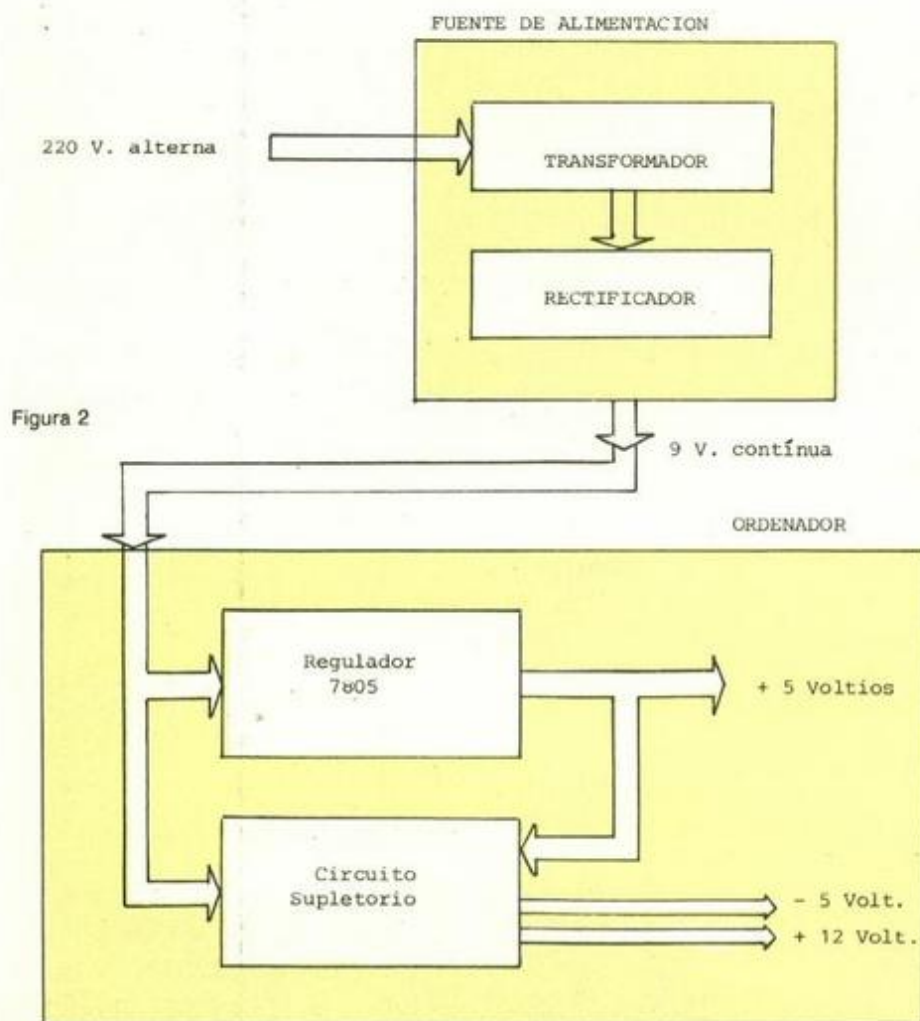 FUENTE DE ALIMENTACION
220 V. alterna
TRANSFORMADOR
RECTIFICADOR
Figura 2
9 V. contínua
ORDENADOR
Regulador
7805
+ 5 Voltios
Circuito
Supletorio
- 5 Volt.
+ 12 Volt.